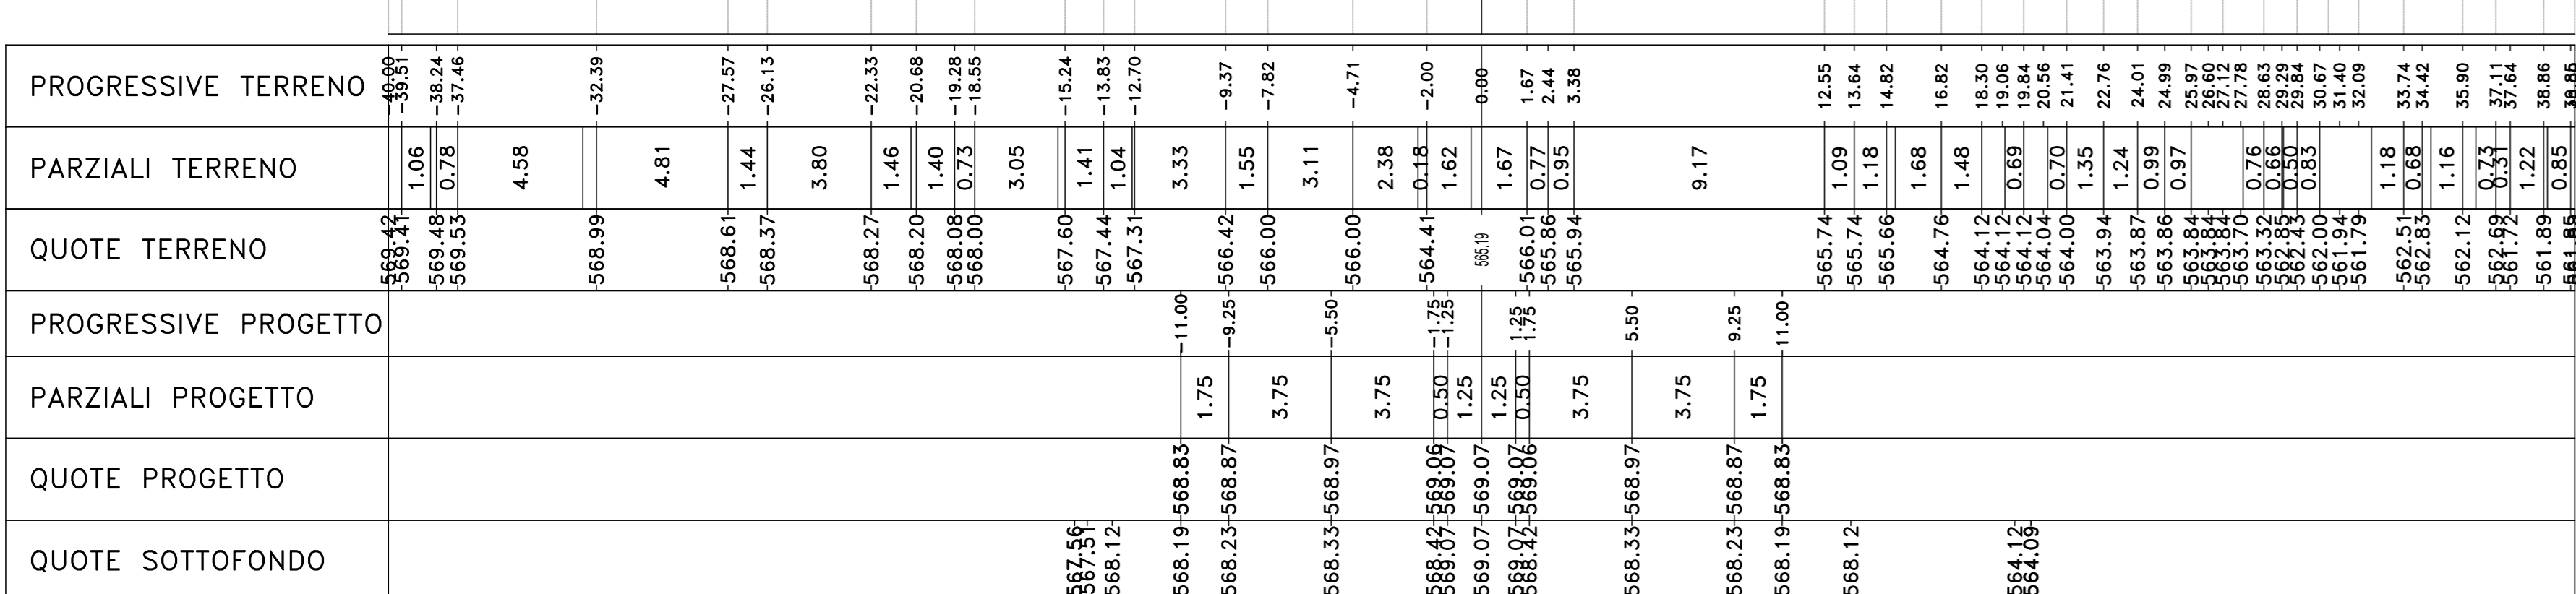 PROGRESSIVE TERRENO -40.00 -39.51 -38.24 -37.46 -32.39 -27.57 -26.13 -22.33 -20.68 -19.28 -18.55 -15.24 -13.83 -12.70 -9.37 -7.82 -4.71 -2.00 0.00 1.67 2.44 3.38 12.55 13.64 14.82 16.82 18.30 19.06 19.84 20.56 21.41 22.76 24.01 24.99 25.97 26.60 27.12 27.78 28.63 29.29 29.84 30.67 31.40 32.09 33.74 34.42 35.90 37.11 37.64 38.86
PARZIALI TERRENO 1.06 0.78 4.58 4.81 1.44 3.80 1.46 1.40 0.73 3.05 1.41 1.04 3.33 1.55 3.11 2.38 0.18 1.62 1.67 0.77 0.95 9.17 1.09 1.18 1.68 1.48 0.69 0.70 1.35 1.24 0.99 0.97 0.76 0.66 0.50 0.83 1.18 0.68 1.16 0.73 0.31 1.22 0.85
QUOTE TERRENO 569.42 569.41 569.48 569.53 568.99 568.61 568.37 568.27 568.20 568.08 568.00 567.60 567.44 567.31 566.42 566.00 566.00 564.41 565.19 566.01 565.86 565.94 565.74 565.74 565.66 564.76 564.12 564.12 564.12 564.04 564.00 563.94 563.87 563.86 563.84 563.84 563.84 563.70 563.32 562.85 562.43 562.00 561.94 561.79 562.51 562.83 562.12 562.69 561.72 561.89
PROGRESSIVE PROGETTO -11.00 -9.25 -5.50 -1.75 -1.25 1.25 1.75 5.50 9.25 11.00
PARZIALI PROGETTO 1.75 3.75 3.75 0.50 1.25 1.25 0.50 3.75 3.75 1.75
QUOTE PROGETTO 568.83 568.87 568.97 569.06 569.07 569.07 569.07 569.06 568.97 568.87 568.83
QUOTE SOTTOFONDO 567.56 567.51 568.12 568.19 568.23 568.33 568.42 569.07 569.07 569.07 568.42 568.33 568.23 568.19 568.12 564.12 564.09